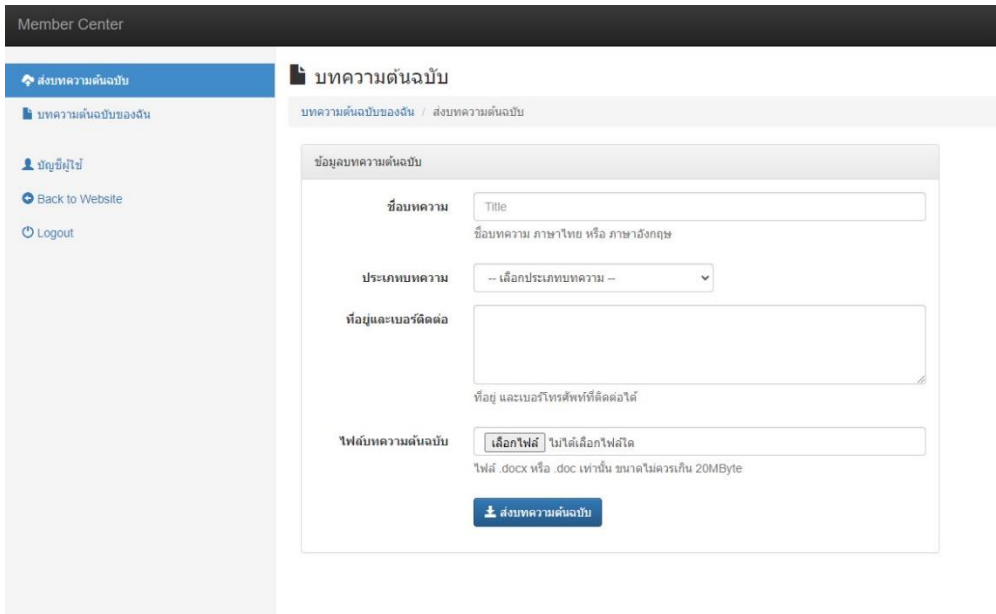 Member Center
ส่งบทความต้นฉบับ
บทความต้นฉบับของฉัน
บัญชีผู้ใช้
Back to Website
Logout
บทความต้นฉบับ
บทความต้นฉบับของฉัน / ส่งบทความต้นฉบับ
ข้อมูลบทความต้นฉบับ
ชื่อบทความ
Title
ชื่อบทความ ภาษาไทย หรือ ภาษาอังกฤษ
ประเภทบทความ
-- เลือกประเภทบทความ --
ที่อยู่และเบอร์ติดต่อ
ที่อยู่ และเบอร์โทรศัพท์ที่ติดต่อได้
ไฟล์บทความต้นฉบับ
เลือกไฟล์ ไม่ได้เลือกไฟล์ใด
ไฟล์ .docx หรือ .doc เท่านั้น ขนาดไม่ควรเกิน 20MByte
ส่งบทความต้นฉบับ